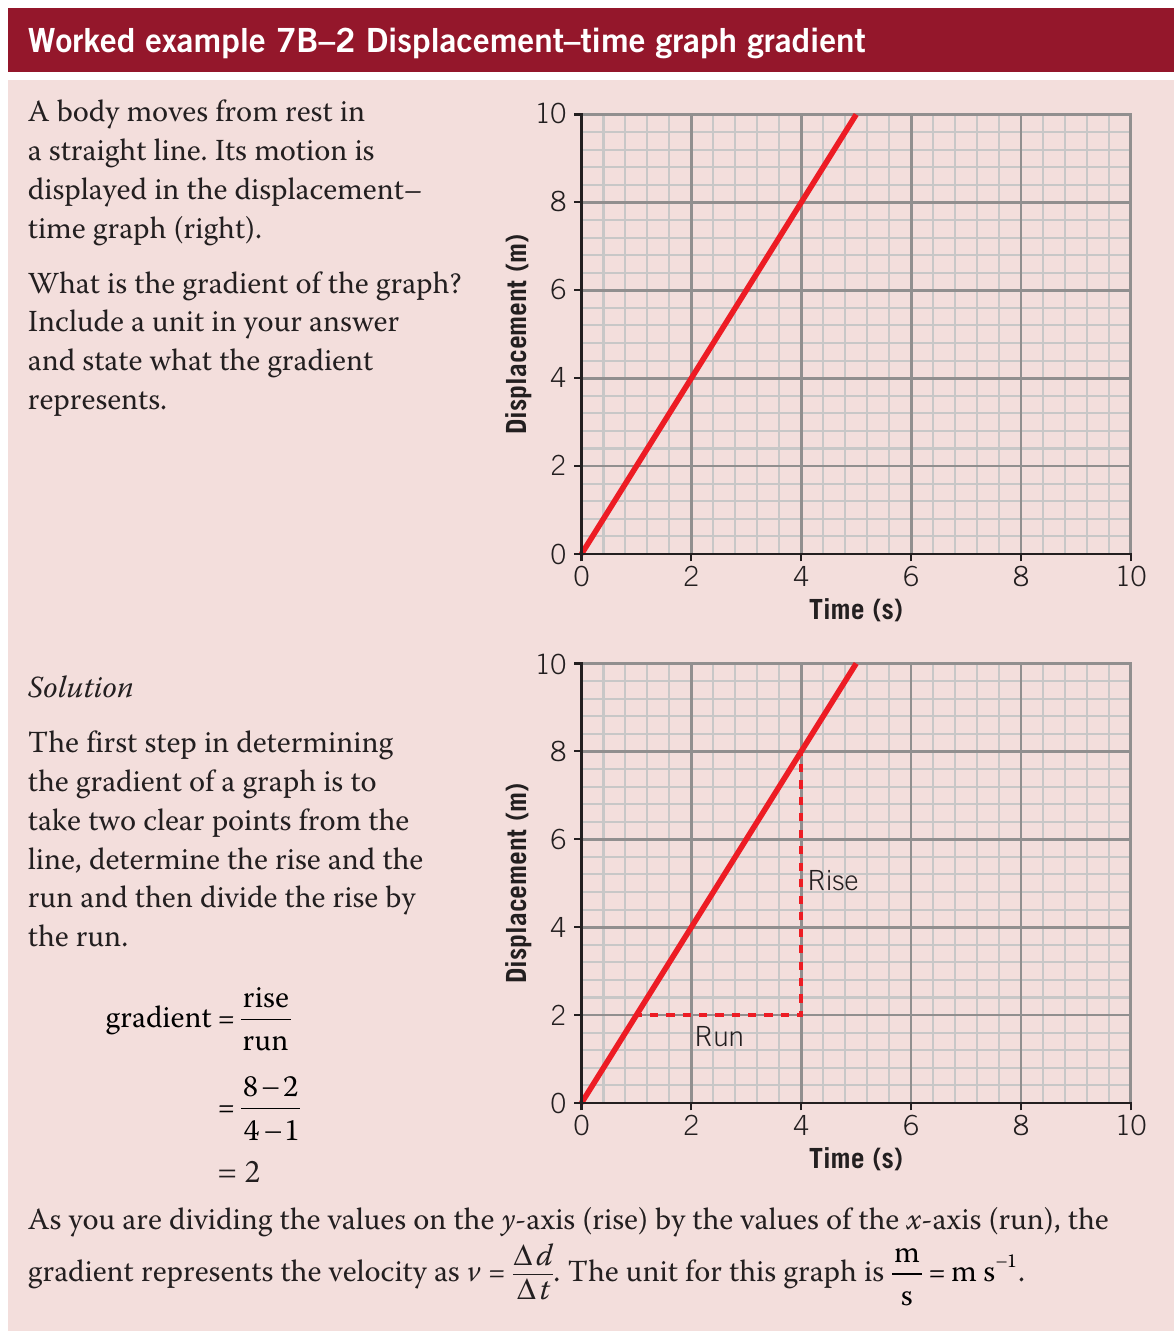 Worked example 7B–2 Displacement–time graph gradient
A body moves from rest in
a straight line. Its motion is
displayed in the displacement–
time graph (right).
What is the gradient of the graph?
Include a unit in your answer
and state what the gradient
represents.
10
8
6
4
2
0
Displacement (m)
0 2 4 6 8 10
Time (s)
Solution
The first step in determining
the gradient of a graph is to
take two clear points from the
line, determine the rise and the
run and then divide the rise by
the run.
gradient = rise/run
= (8 – 2)/(4 – 1)
= 2
10
8
6
4
2
0
Displacement (m)
Rise
Run
0 2 4 6 8 10
Time (s)
As you are dividing the values on the y-axis (rise) by the values of the x-axis (run), the
gradient represents the velocity as v = Δd/Δt. The unit for this graph is m/s = m s⁻¹.